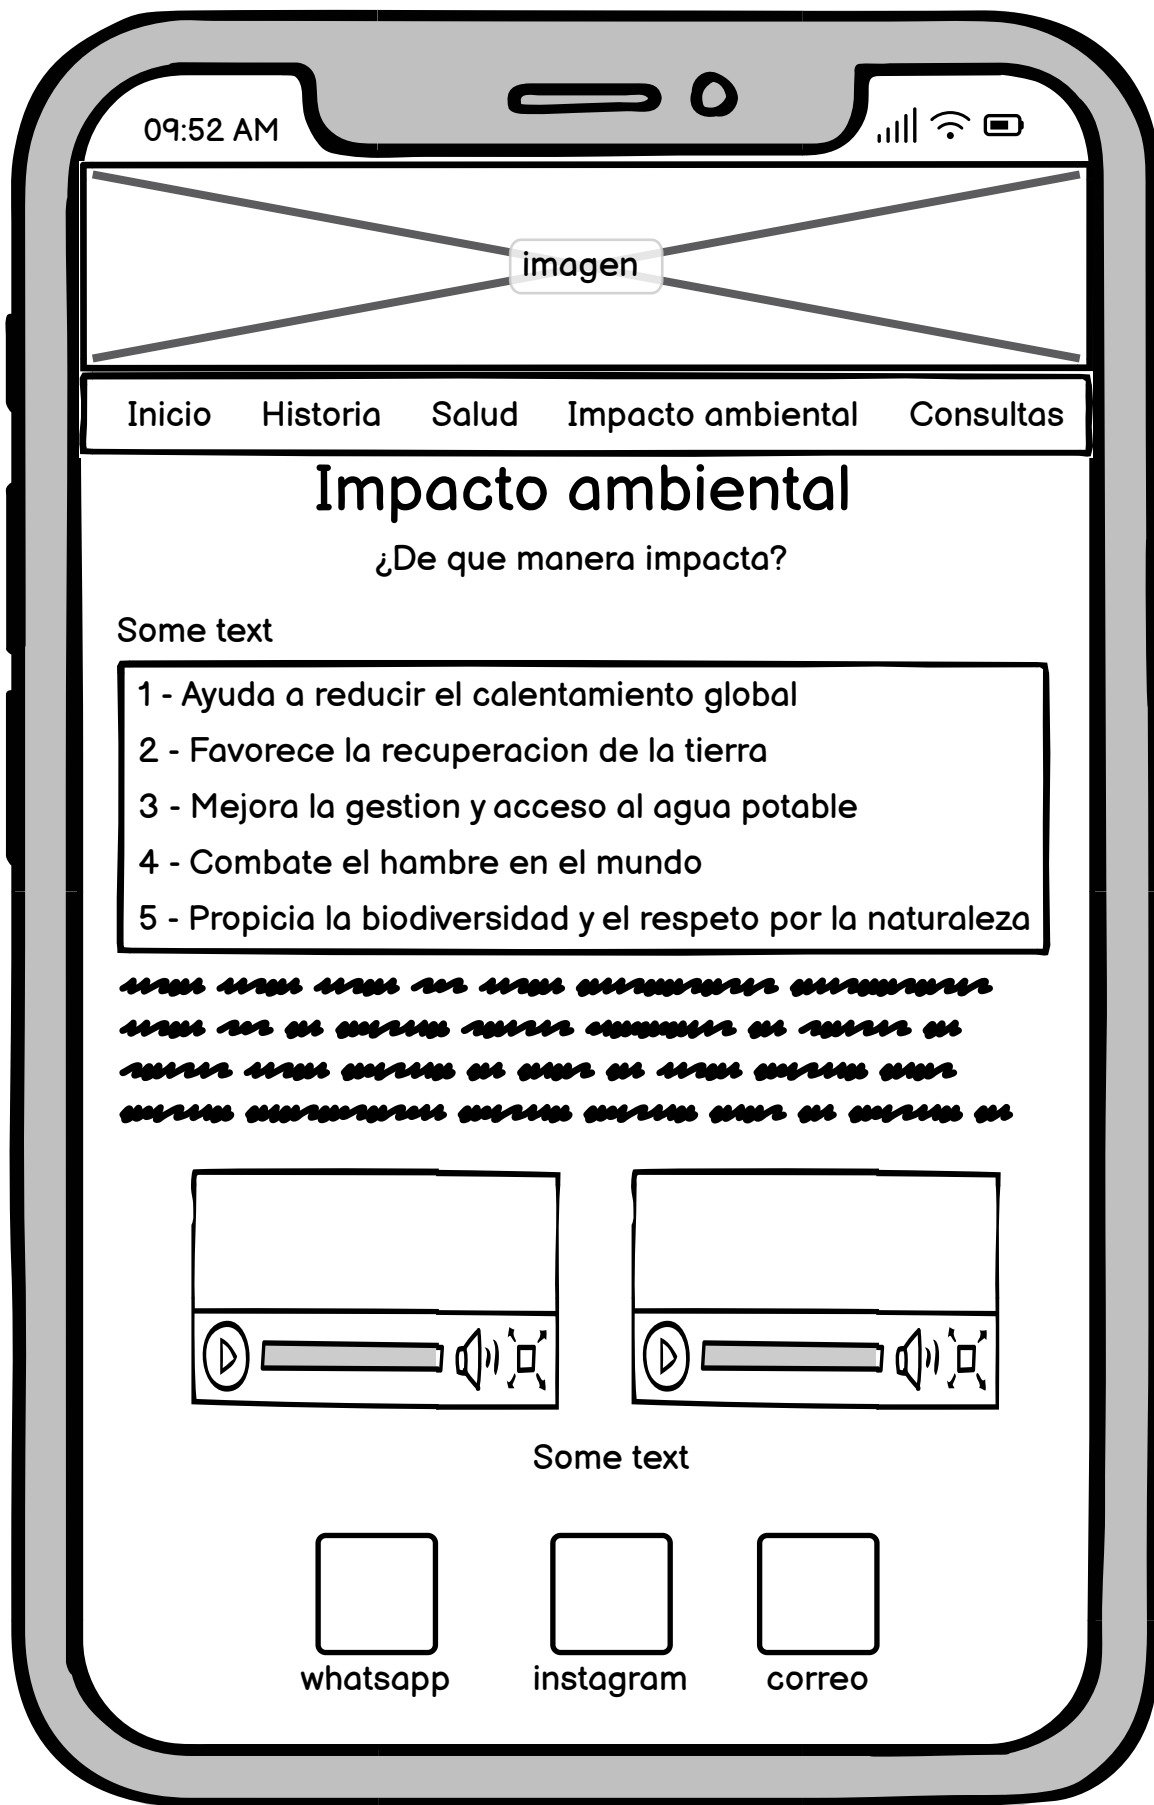 09:52 AM
imagen
Inicio Historia Salud Impacto ambiental Consultas
Impacto ambiental
¿De que manera impacta?
Some text
1 - Ayuda a reducir el calentamiento global
2 - Favorece la recuperacion de la tierra
3 - Mejora la gestion y acceso al agua potable
4 - Combate el hambre en el mundo
5 - Propicia la biodiversidad y el respeto por la naturaleza
Some text
whatsapp instagram correo